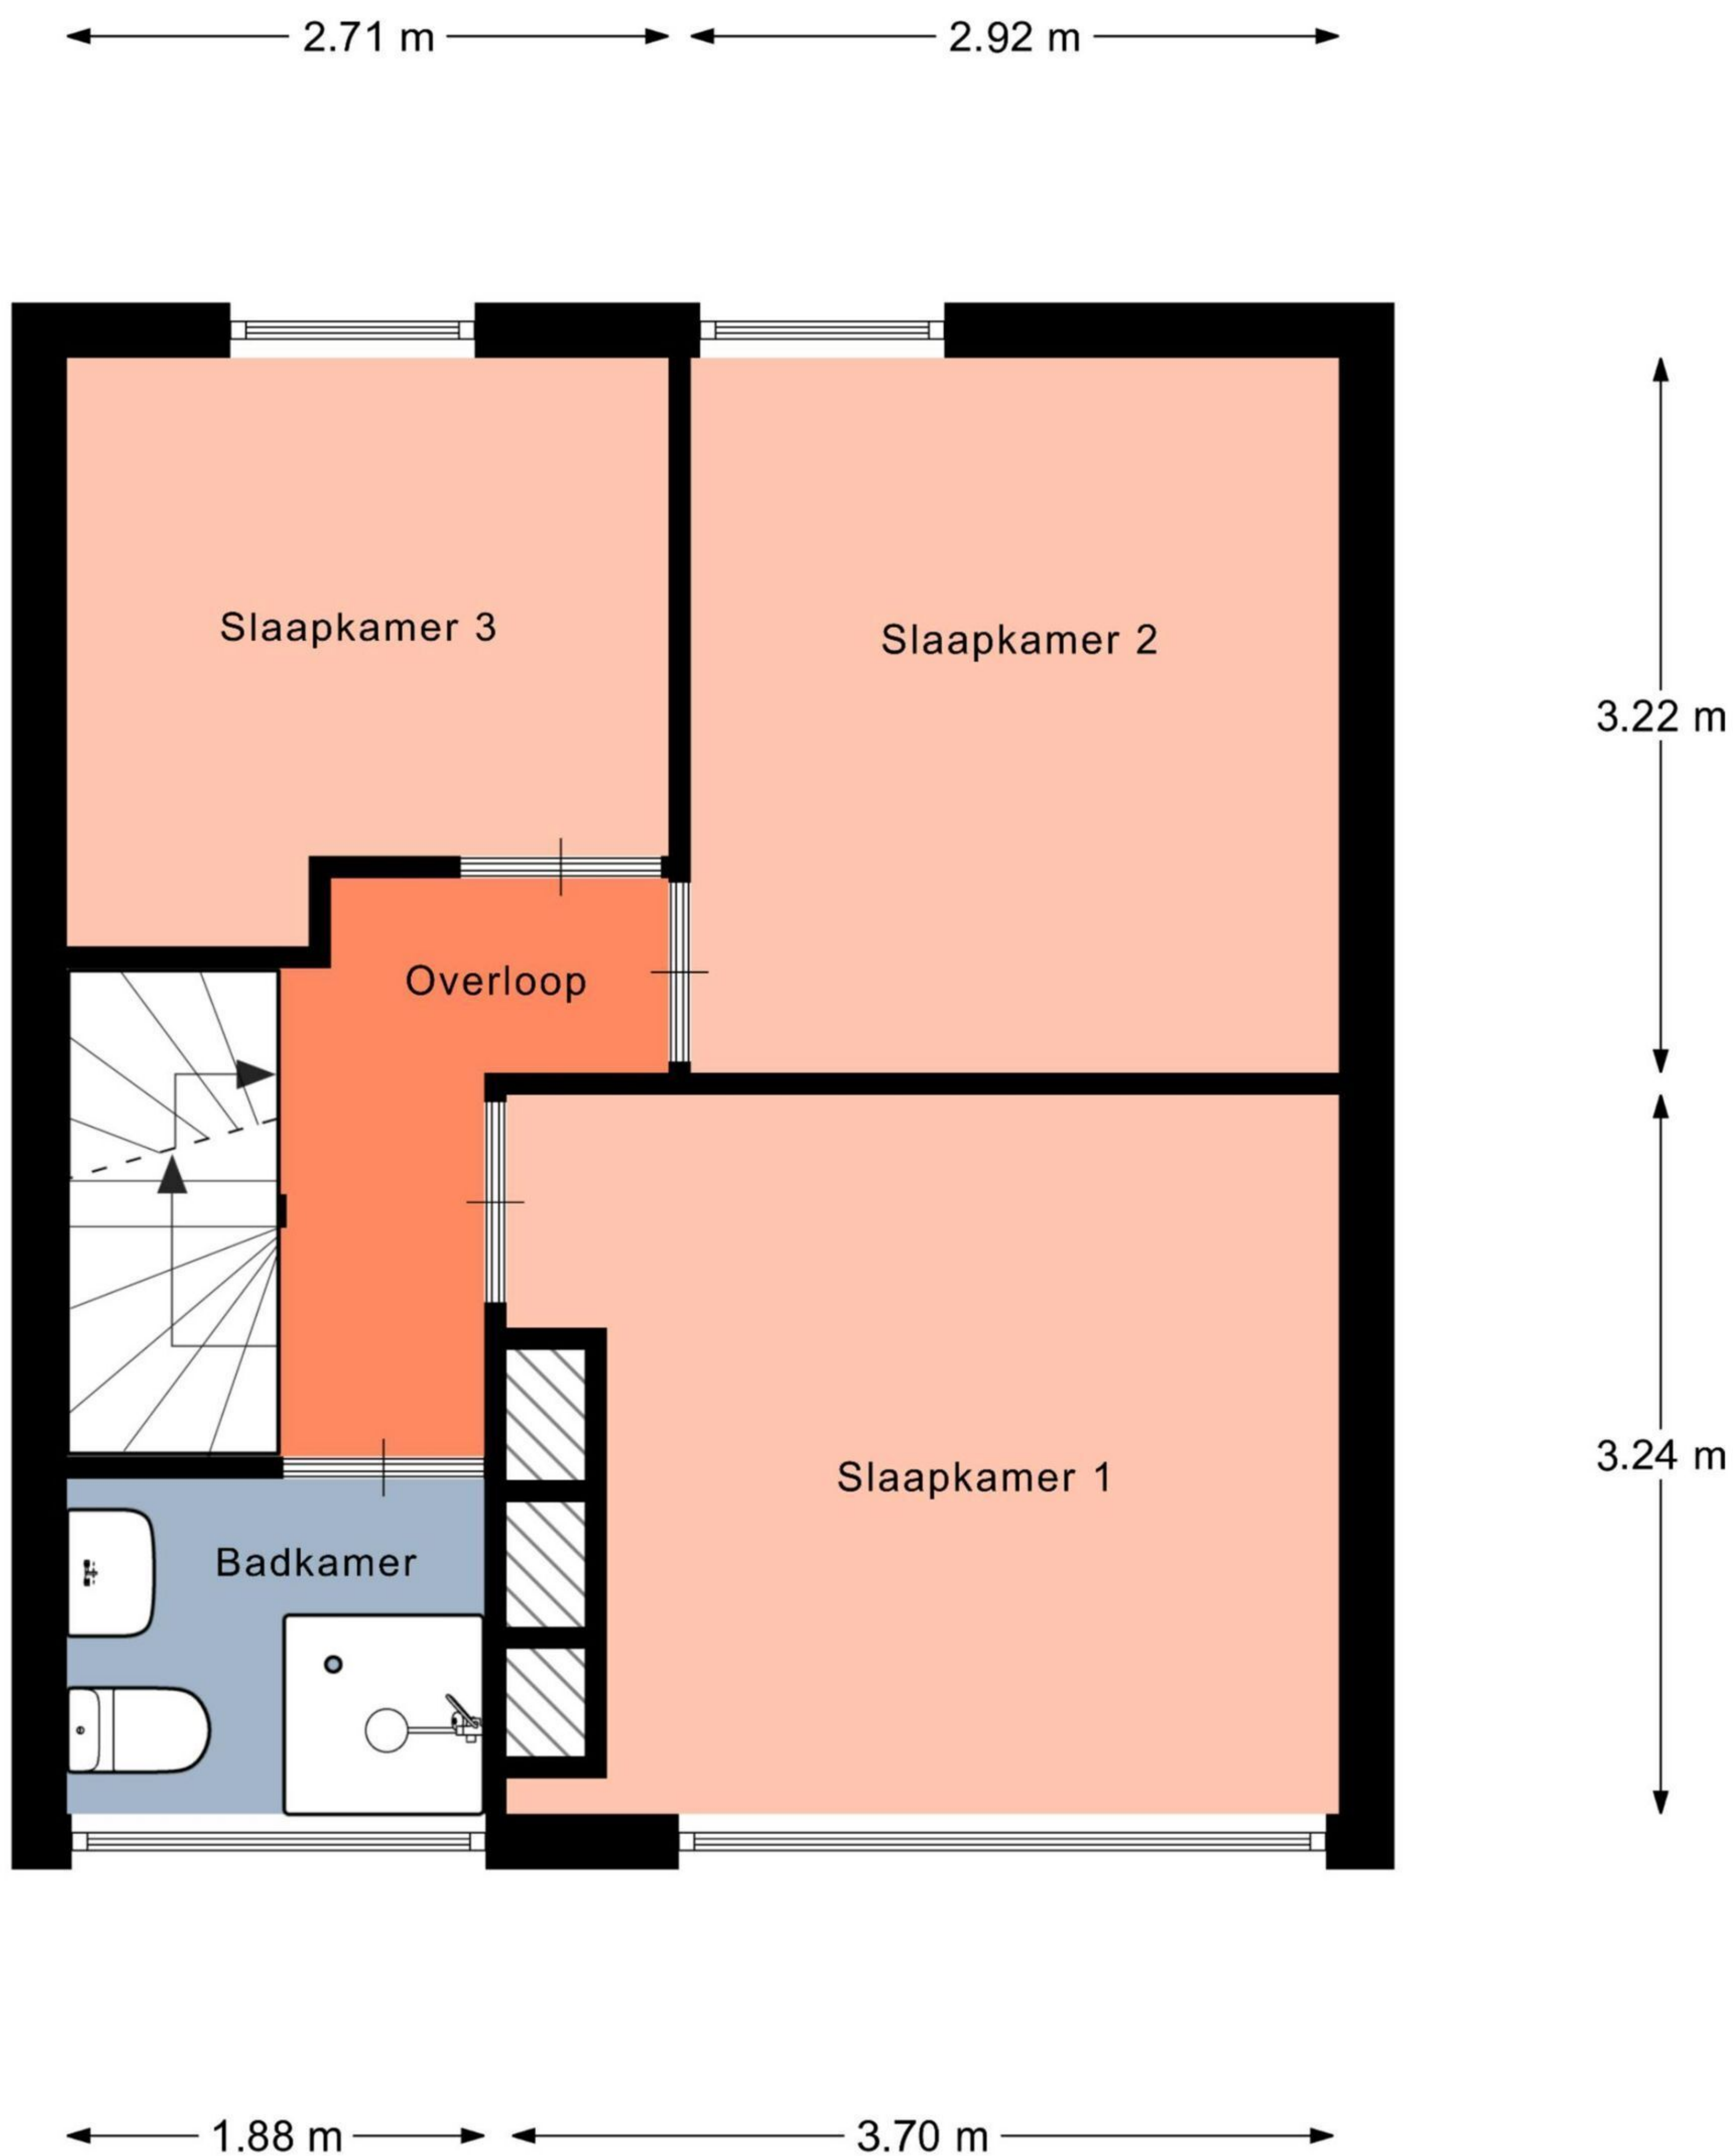 2.71 m
2.92 m
Slaapkamer 3
Slaapkamer 2
3.22 m
Overloop
3.24 m
Slaapkamer 1
Badkamer
1.88 m
3.70 m